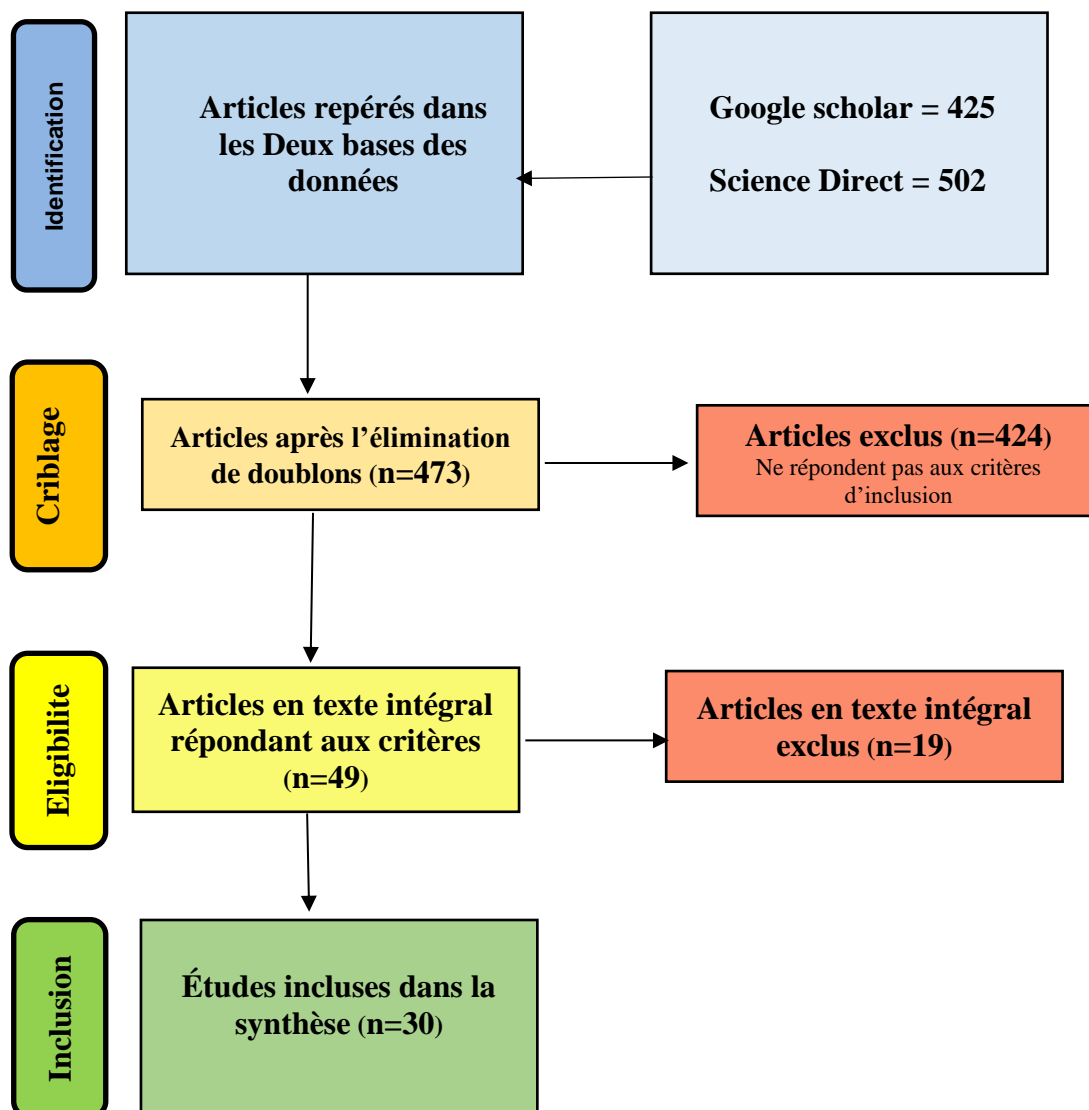 Identification
Articles repérés dans
les Deux bases des
données
Google scholar = 425
Science Direct = 502
Criblage
Articles après l’élimination
de doublons (n=473)
Articles exclus (n=424)
Ne répondent pas aux critères
d’inclusion
Eligibilite
Articles en texte intégral
répondant aux critères
(n=49)
Articles en texte intégral
exclus (n=19)
Inclusion
Études incluses dans la
synthèse (n=30)